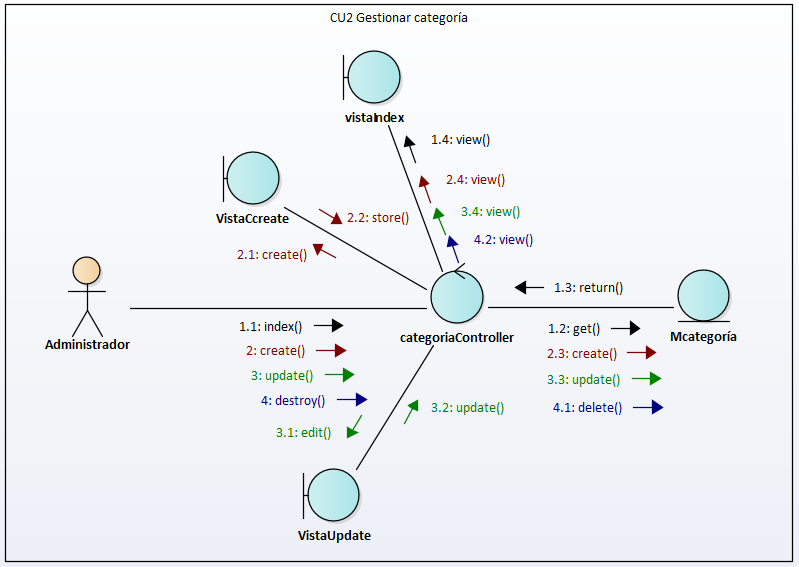 CU2 Gestionar categoría
vistaIndex
1.4: view()
2.4: view()
3.4: view()
4.2: view()
VistaCcreate
2.2: store()
2.1: create()
Administrador
categoriaController
Mcategoría
1.3: return()
1.1: index()
2: create()
3: update()
4: destroy()
3.1: edit()
1.2: get()
2.3: create()
3.3: update()
4.1: delete()
3.2: update()
VistaUpdate